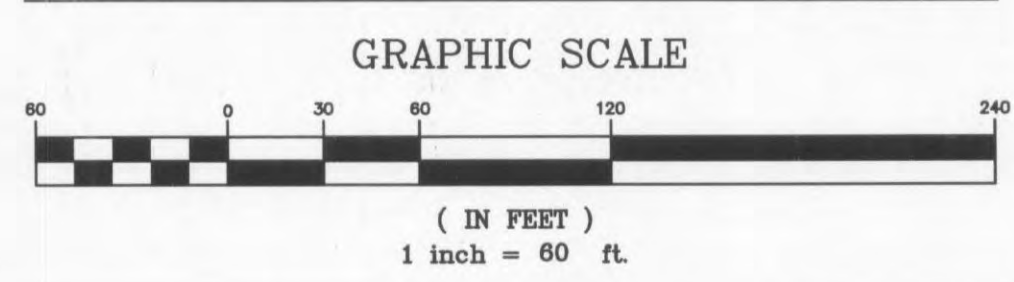 GRAPHIC SCALE
60 0 30 60 120 240
( IN FEET )
1 inch = 60 ft.